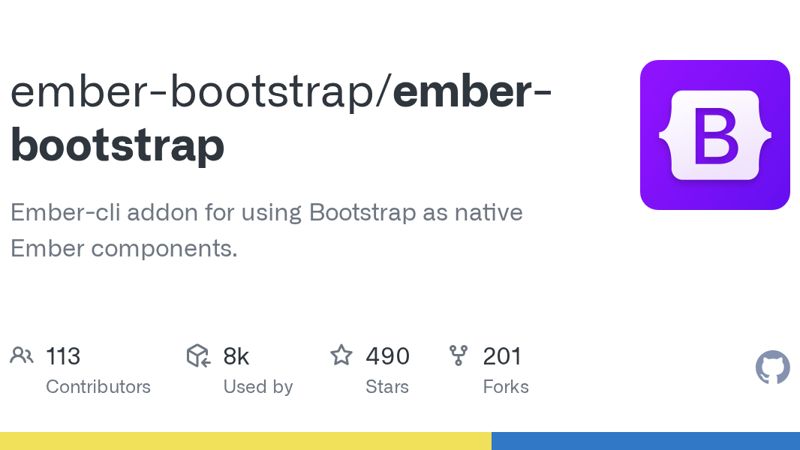 ember-bootstrap/ember-
bootstrap
B
Ember-cli addon for using Bootstrap as native
Ember components.
113
Contributors
8k
Used by
490
Stars
201
Forks